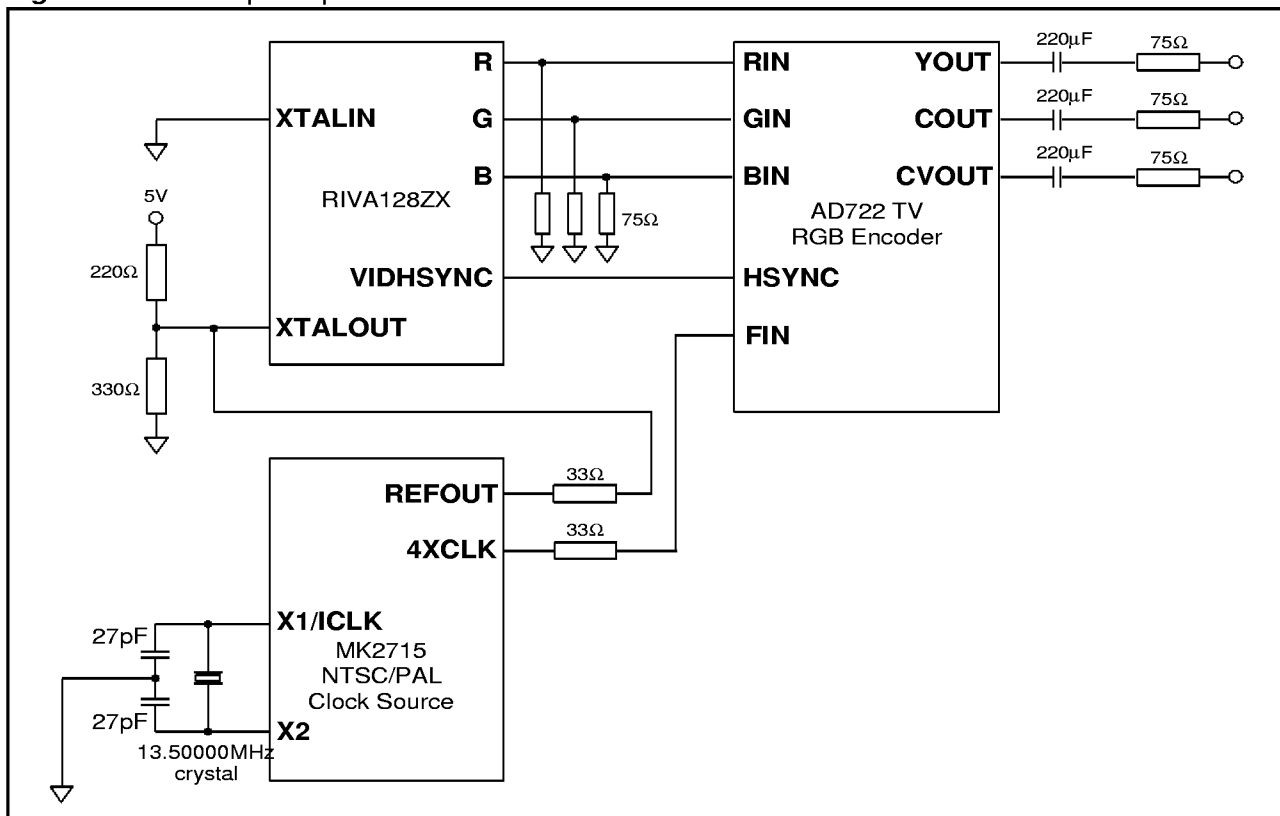 R
XTALIN
G
B
RIVA128ZX
5V
220Ω
VIDHSYNC
XTALOUT
330Ω
75Ω
RIN
YOUT
GIN
COUT
BIN
CVOUT
AD722 TV
RGB Encoder
HSYNC
FIN
220µF
75Ω
220µF
75Ω
220µF
75Ω
REFOUT
33Ω
4XCLK
33Ω
X1/ICLK
MK2715
NTSC/PAL
Clock Source
X2
27pF
27pF
13.50000MHz
crystal